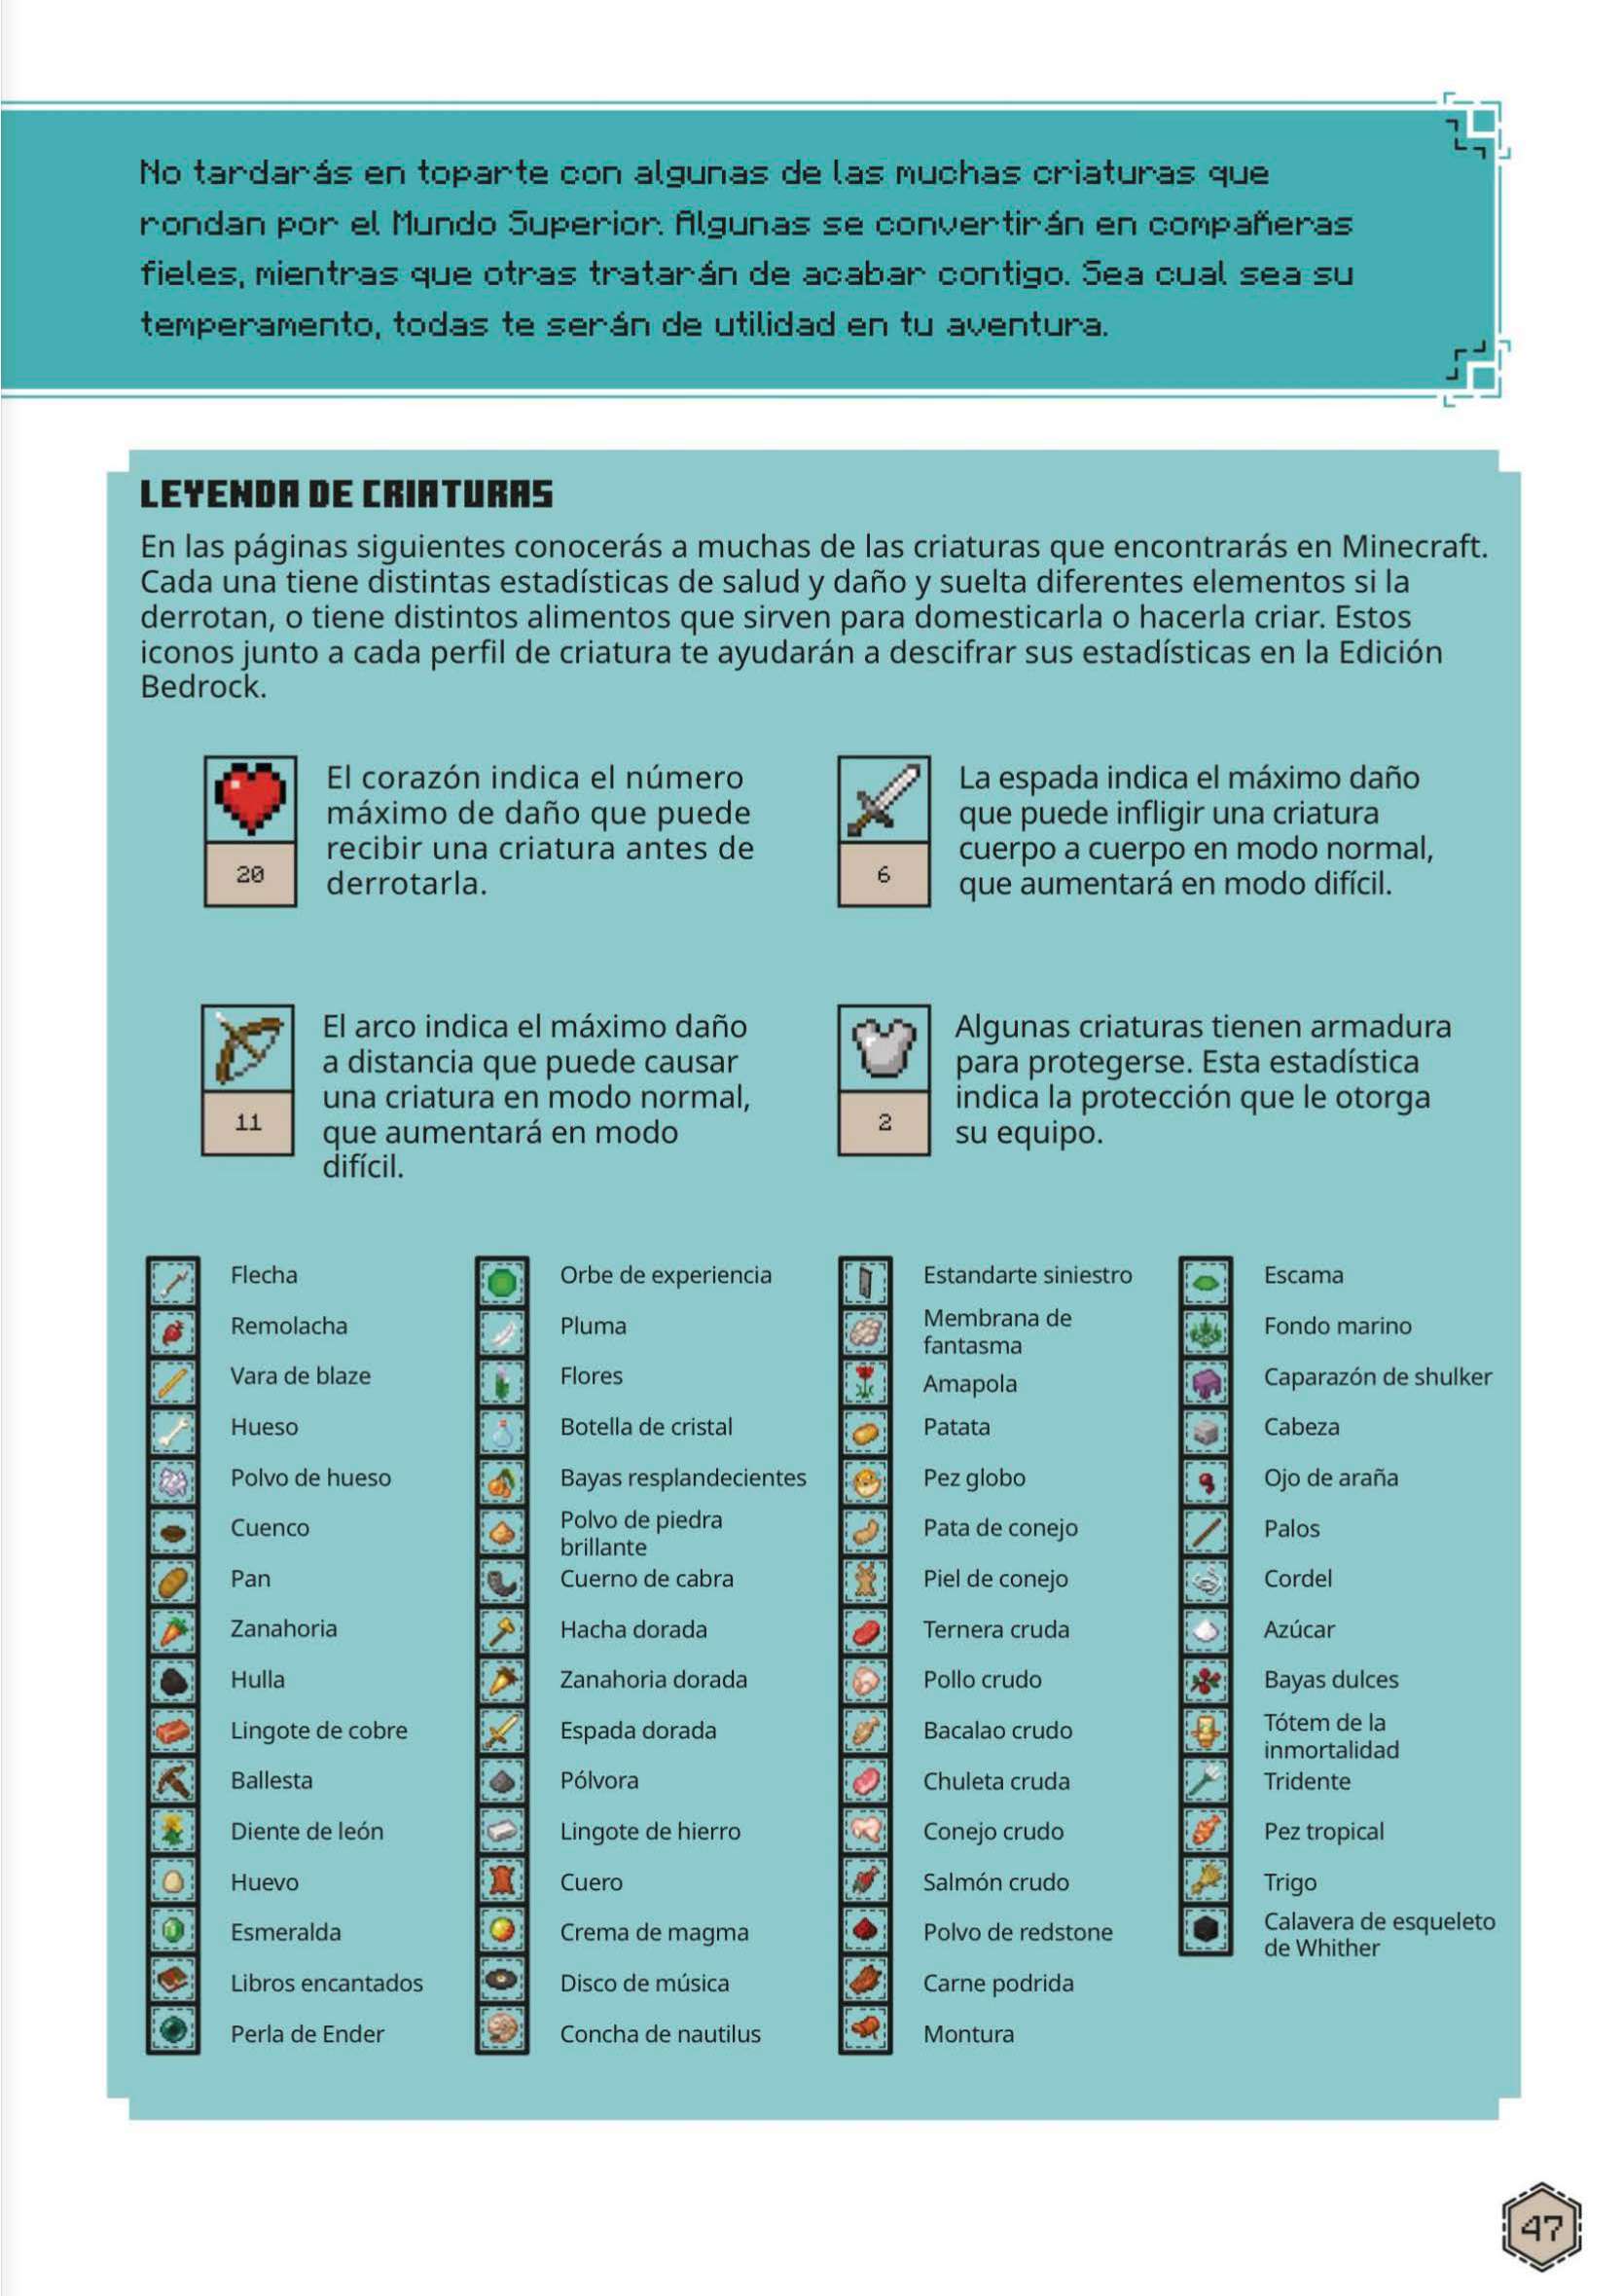 No tardarás en toparte con algunas de las muchas criaturas que
rondan por el Mundo Superior. Algunas se convertirán en compañeras
fieles, mientras que otras tratarán de acabar contigo. Sea cual sea su
temperamento, todas te serán de utilidad en tu aventura.
LEYENDA DE CRIATURAS
En las páginas siguientes conocerás a muchas de las criaturas que encontrarás en Minecraft.
Cada una tiene distintas estadísticas de salud y daño y suelta diferentes elementos si la
derrotan, o tiene distintos alimentos que sirven para domesticarla o hacerla criar. Estos
iconos junto a cada perfil de criatura te ayudarán a descifrar sus estadísticas en la Edición
Bedrock.
20
El corazón indica el número
máximo de daño que puede
recibir una criatura antes de
derrotarla.
6
La espada indica el máximo daño
que puede infligir una criatura
cuerpo a cuerpo en modo normal,
que aumentará en modo difícil.
11
El arco indica el máximo daño
a distancia que puede causar
una criatura en modo normal,
que aumentará en modo
difícil.
2
Algunas criaturas tienen armadura
para protegerse. Esta estadística
indica la protección que le otorga
su equipo.
Flecha
Remolacha
Vara de blaze
Hueso
Polvo de hueso
Cuenco
Pan
Zanahoria
Hulla
Lingote de cobre
Ballesta
Diente de león
Huevo
Esmeralda
Libros encantados
Perla de Ender
Orbe de experiencia
Pluma
Flores
Botella de cristal
Bayas resplandecientes
Polvo de piedra
brillante
Cuerno de cabra
Hacha dorada
Zanahoria dorada
Espada dorada
Pólvora
Lingote de hierro
Cuero
Crema de magma
Disco de música
Concha de nautilus
Estandarte siniestro
Membrana de
fantasma
Amapola
Patata
Pez globo
Pata de conejo
Piel de conejo
Ternera cruda
Pollo crudo
Bacalao crudo
Chuleta cruda
Conejo crudo
Salmón crudo
Polvo de redstone
Carne podrida
Montura
Escama
Fondo marino
Caparazón de shulker
Cabeza
Ojo de araña
Palos
Cordel
Azúcar
Bayas dulces
Tótem de la
inmortalidad
Tridente
Pez tropical
Trigo
Calavera de esqueleto
de Whither
47